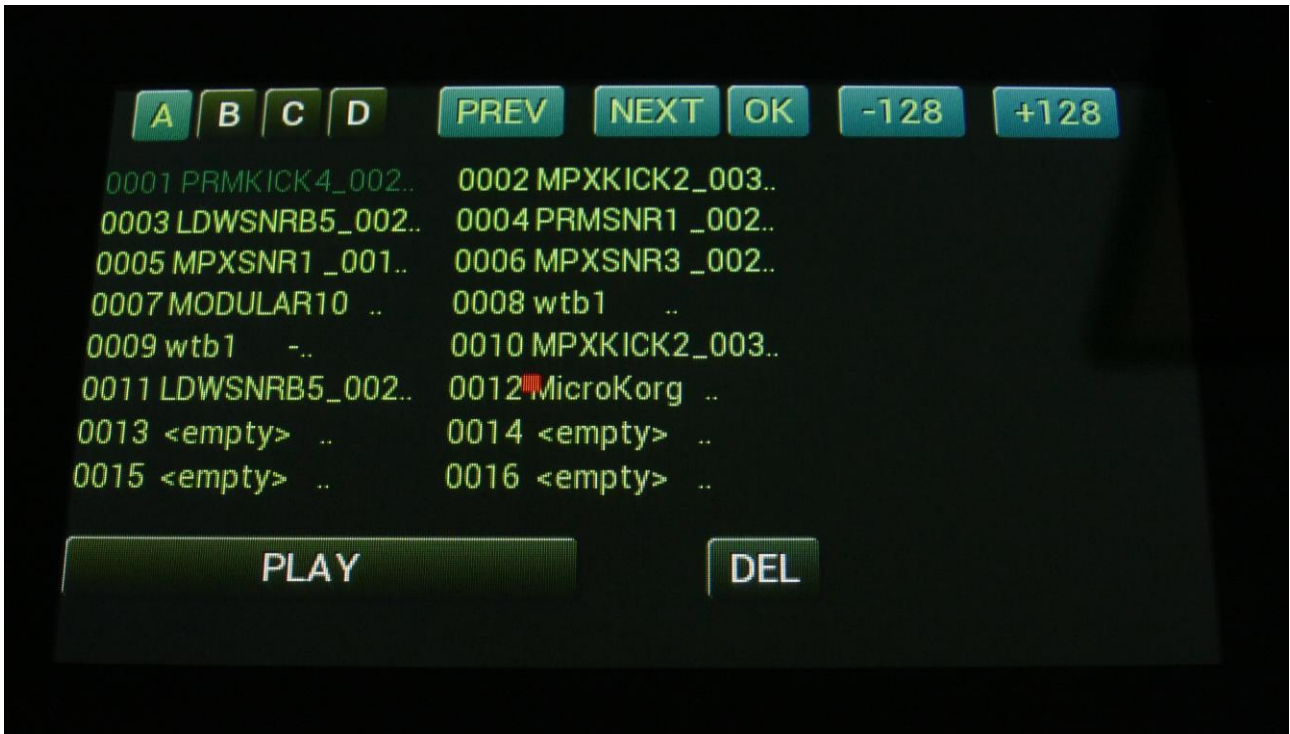 A B C D PREV NEXT OK -128 +128
0001 PRMKICK4_002.. 0002 MPXKICK2_003..
0003 LDWSNRB5_002.. 0004 PRMSNR1 _002..
0005 MPXSNR1 _001.. 0006 MPXSNR3 _002..
0007 MODULAR10 .. 0008 wtb1 ..
0009 wtb1 -.. 0010 MPXKICK2_003..
0011 LDWSNRB5_002.. 0012 MicroKorg ..
0013 <empty> .. 0014 <empty> ..
0015 <empty> .. 0016 <empty> ..
PLAY DEL